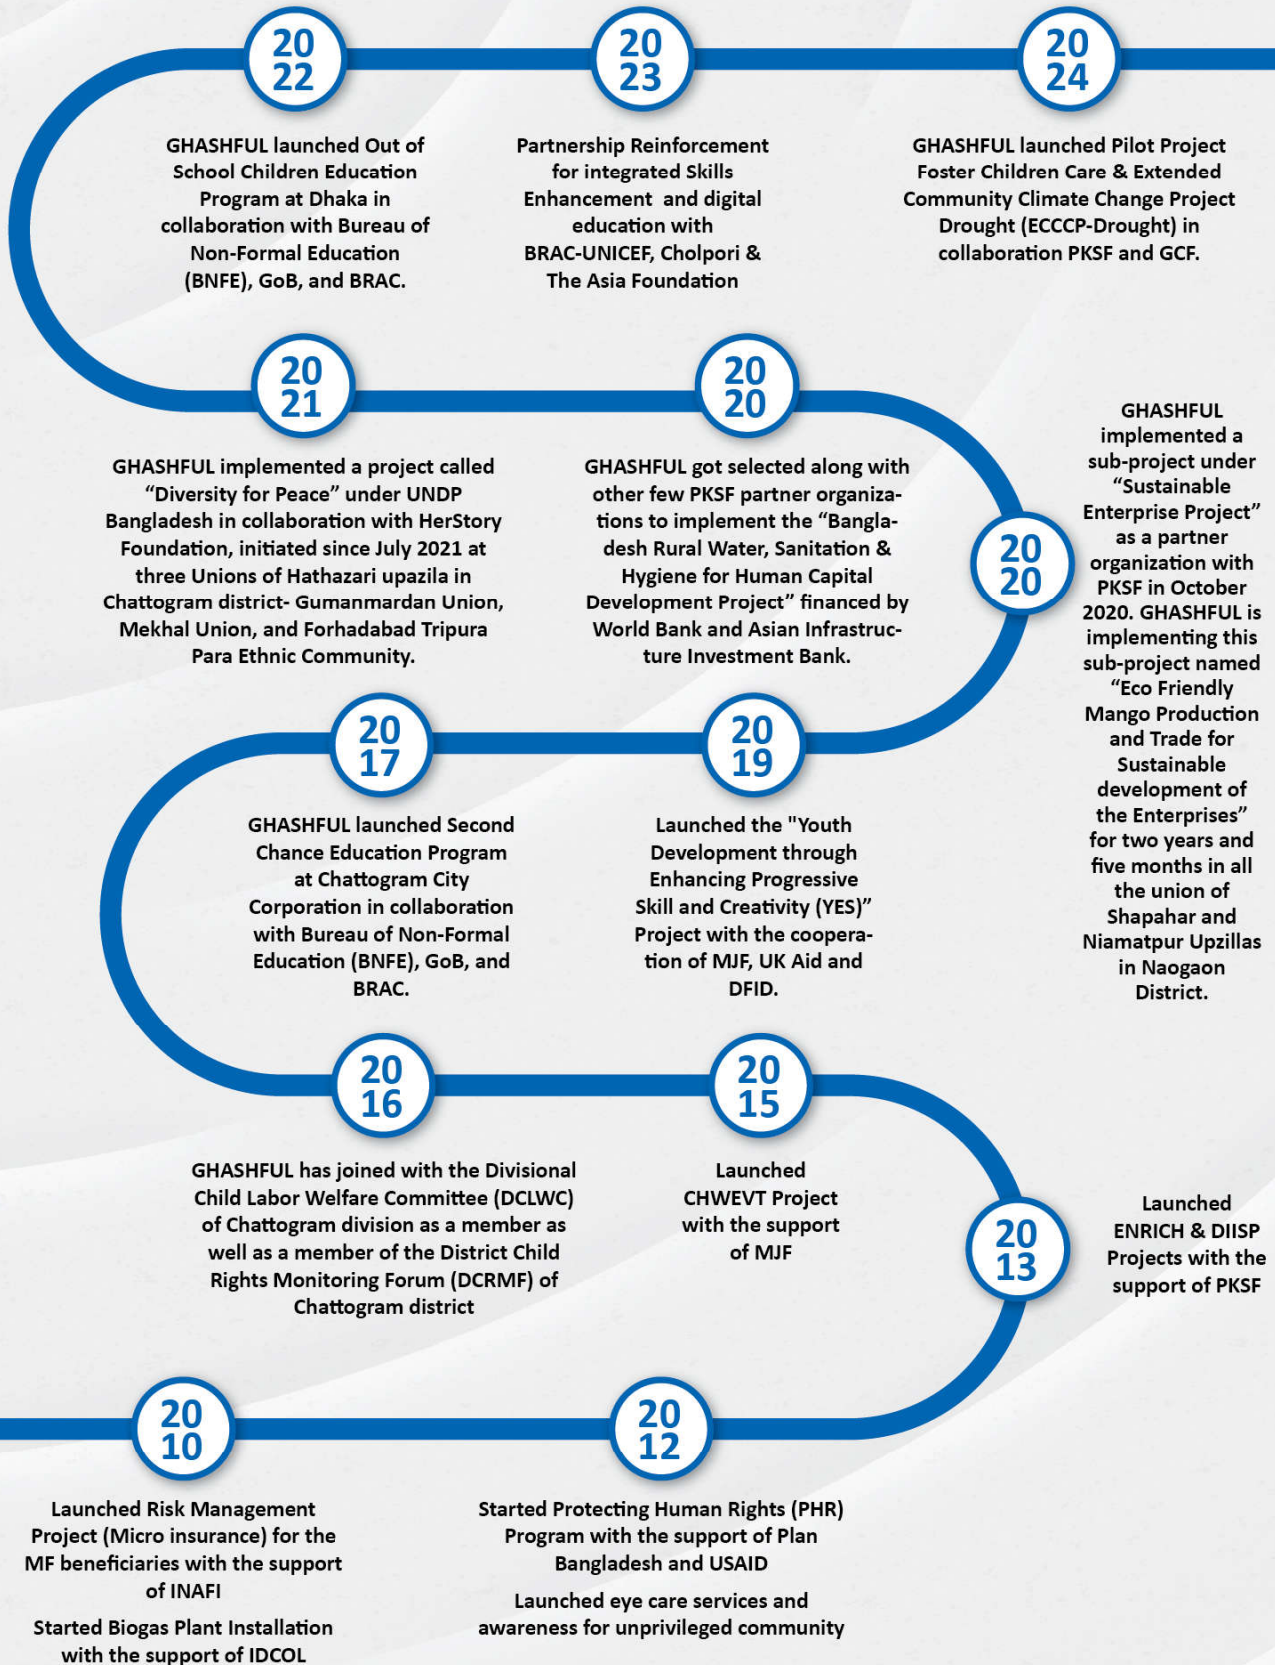 20
22
GHASHFUL launched Out of
School Children Education
Program at Dhaka in
collaboration with Bureau of
Non-Formal Education
(BNFE), GoB, and BRAC.
20
23
Partnership Reinforcement
for integrated Skills
Enhancement and digital
education with
BRAC-UNICEF, Cholpori &
The Asia Foundation
20
24
GHASHFUL launched Pilot Project
Foster Children Care & Extended
Community Climate Change Project
Drought (ECCCP-Drought) in
collaboration PKSF and GCF.
20
21
GHASHFUL implemented a project called
“Diversity for Peace” under UNDP
Bangladesh in collaboration with HerStory
Foundation, initiated since July 2021 at
three Unions of Hathazari upazila in
Chattogram district- Gumanmardan Union,
Mekhal Union, and Forhadabad Tripura
Para Ethnic Community.
20
20
GHASHFUL got selected along with
other few PKSF partner organiza-
tions to implement the “Bangla-
desh Rural Water, Sanitation &
Hygiene for Human Capital
Development Project” financed by
World Bank and Asian Infrastruc-
ture Investment Bank.
20
20
GHASHFUL
implemented a
sub-project under
“Sustainable
Enterprise Project”
as a partner
organization with
PKSF in October
2020. GHASHFUL is
implementing this
sub-project named
“Eco Friendly
Mango Production
and Trade for
Sustainable
development of
the Enterprises”
for two years and
five months in all
the union of
Shapahar and
Niamatpur Upzillas
in Naogaon
District.
20
17
GHASHFUL launched Second
Chance Education Program
at Chattogram City
Corporation in collaboration
with Bureau of Non-Formal
Education (BNFE), GoB, and
BRAC.
20
19
Launched the "Youth
Development through
Enhancing Progressive
Skill and Creativity (YES)”
Project with the coopera-
tion of MJF, UK Aid and
DFID.
20
16
GHASHFUL has joined with the Divisional
Child Labor Welfare Committee (DCLWC)
of Chattogram division as a member as
well as a member of the District Child
Rights Monitoring Forum (DCRMF) of
Chattogram district
20
15
Launched
CHWEVT Project
with the support
of MJF
20
13
Launched
ENRICH & DIISP
Projects with the
support of PKSF
20
10
Launched Risk Management
Project (Micro insurance) for the
MF beneficiaries with the support
of INAFI
Started Biogas Plant Installation
with the support of IDCOL
20
12
Started Protecting Human Rights (PHR)
Program with the support of Plan
Bangladesh and USAID
Launched eye care services and
awareness for unprivileged community